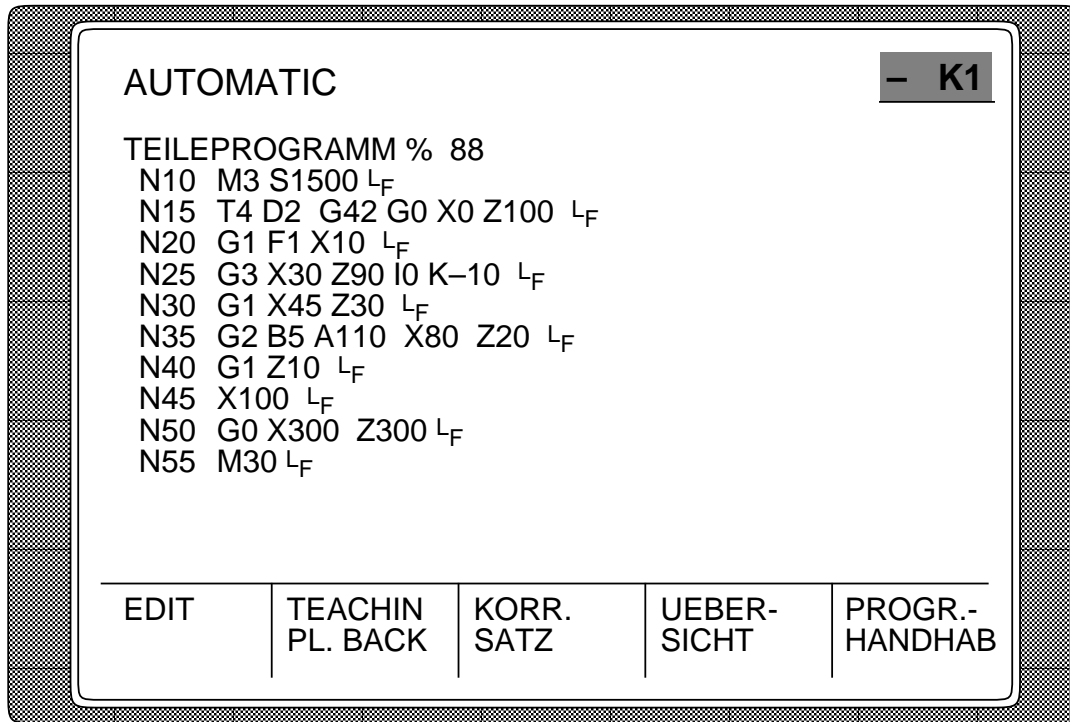 AUTOMATIC
– K1
TEILEPROGRAMM % 88
N10 M3 S1500 LF
N15 T4 D2 G42 G0 X0 Z100 LF
N20 G1 F1 X10 LF
N25 G3 X30 Z90 I0 K–10 LF
N30 G1 X45 Z30 LF
N35 G2 B5 A110 X80 Z20 LF
N40 G1 Z10 LF
N45 X100 LF
N50 G0 X300 Z300 LF
N55 M30 LF
EDIT
TEACHIN
PL. BACK
KORR.
SATZ
UEBER-
SICHT
PROGR.-
HANDHAB